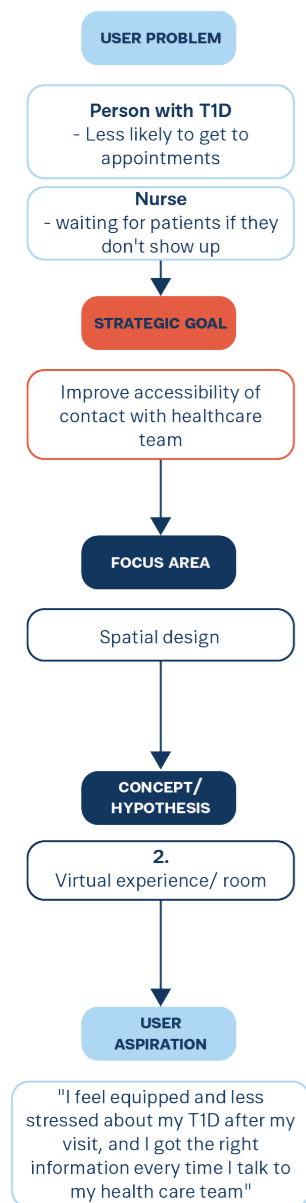 USER PROBLEM
Person with T1D
- Less likely to get to
appointments
Nurse
- waiting for patients if they
don't show up
STRATEGIC GOAL
Improve accessibility of
contact with healthcare
team
FOCUS AREA
Spatial design
CONCEPT/
HYPOTHESIS
2.
Virtual experience/ room
USER
ASPIRATION
"I feel equipped and less
stressed about my T1D after my
visit, and I got the right
information every time I talk to
my health care team"